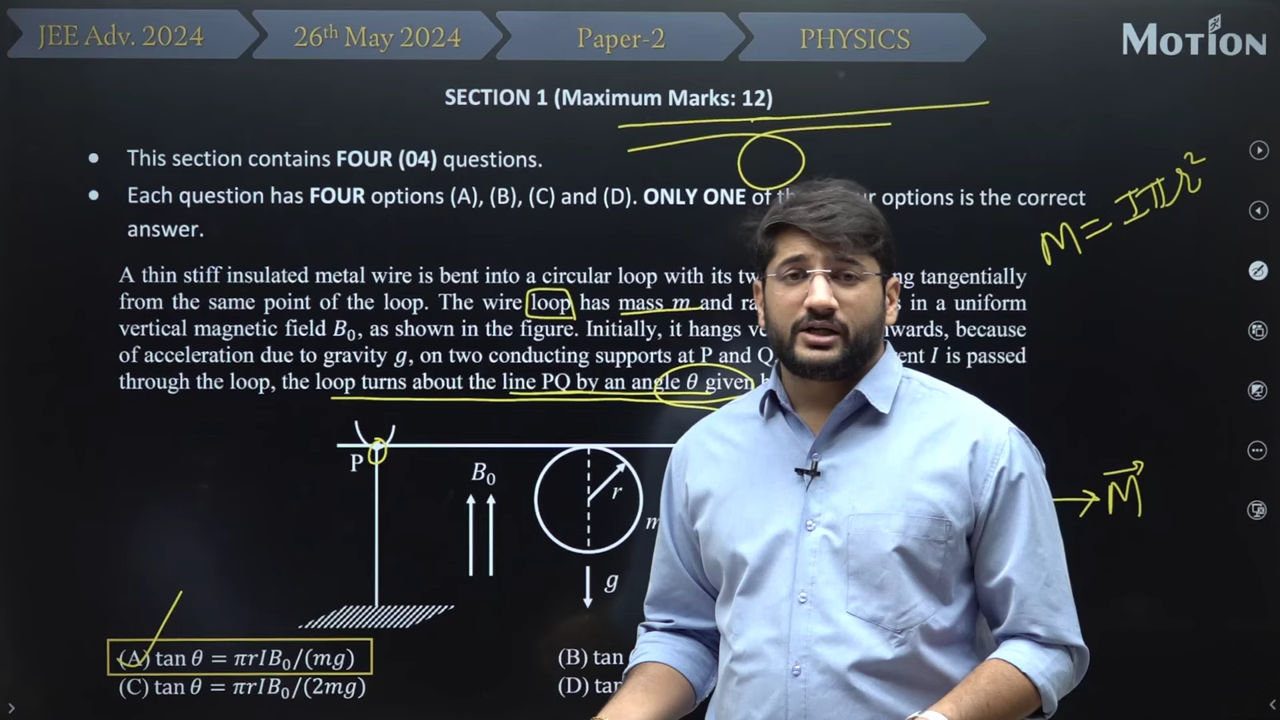 JEE Adv. 2024 26th May 2024 Paper-2 PHYSICS MOTION
SECTION 1 (Maximum Marks: 12)
• This section contains FOUR (04) questions.
• Each question has FOUR options (A), (B), (C) and (D). ONLY ONE of options is the correct
answer.
M = Iπr²
A thin stiff insulated metal wire is bent into a circular loop with its tangentially
from the same point of the loop. The wire loop has mass m and in a uniform
vertical magnetic field B₀, as shown in the figure. Initially, it hangs because
of acceleration due to gravity g, on two conducting supports at P and Q I is passed
through the loop, the loop turns about the line PQ by an angle θ given
P
B₀
r
m
M
g
(A) tan θ = πrIB₀/(mg) (B) tan
(C) tan θ = πrIB₀/(2mg) (D)